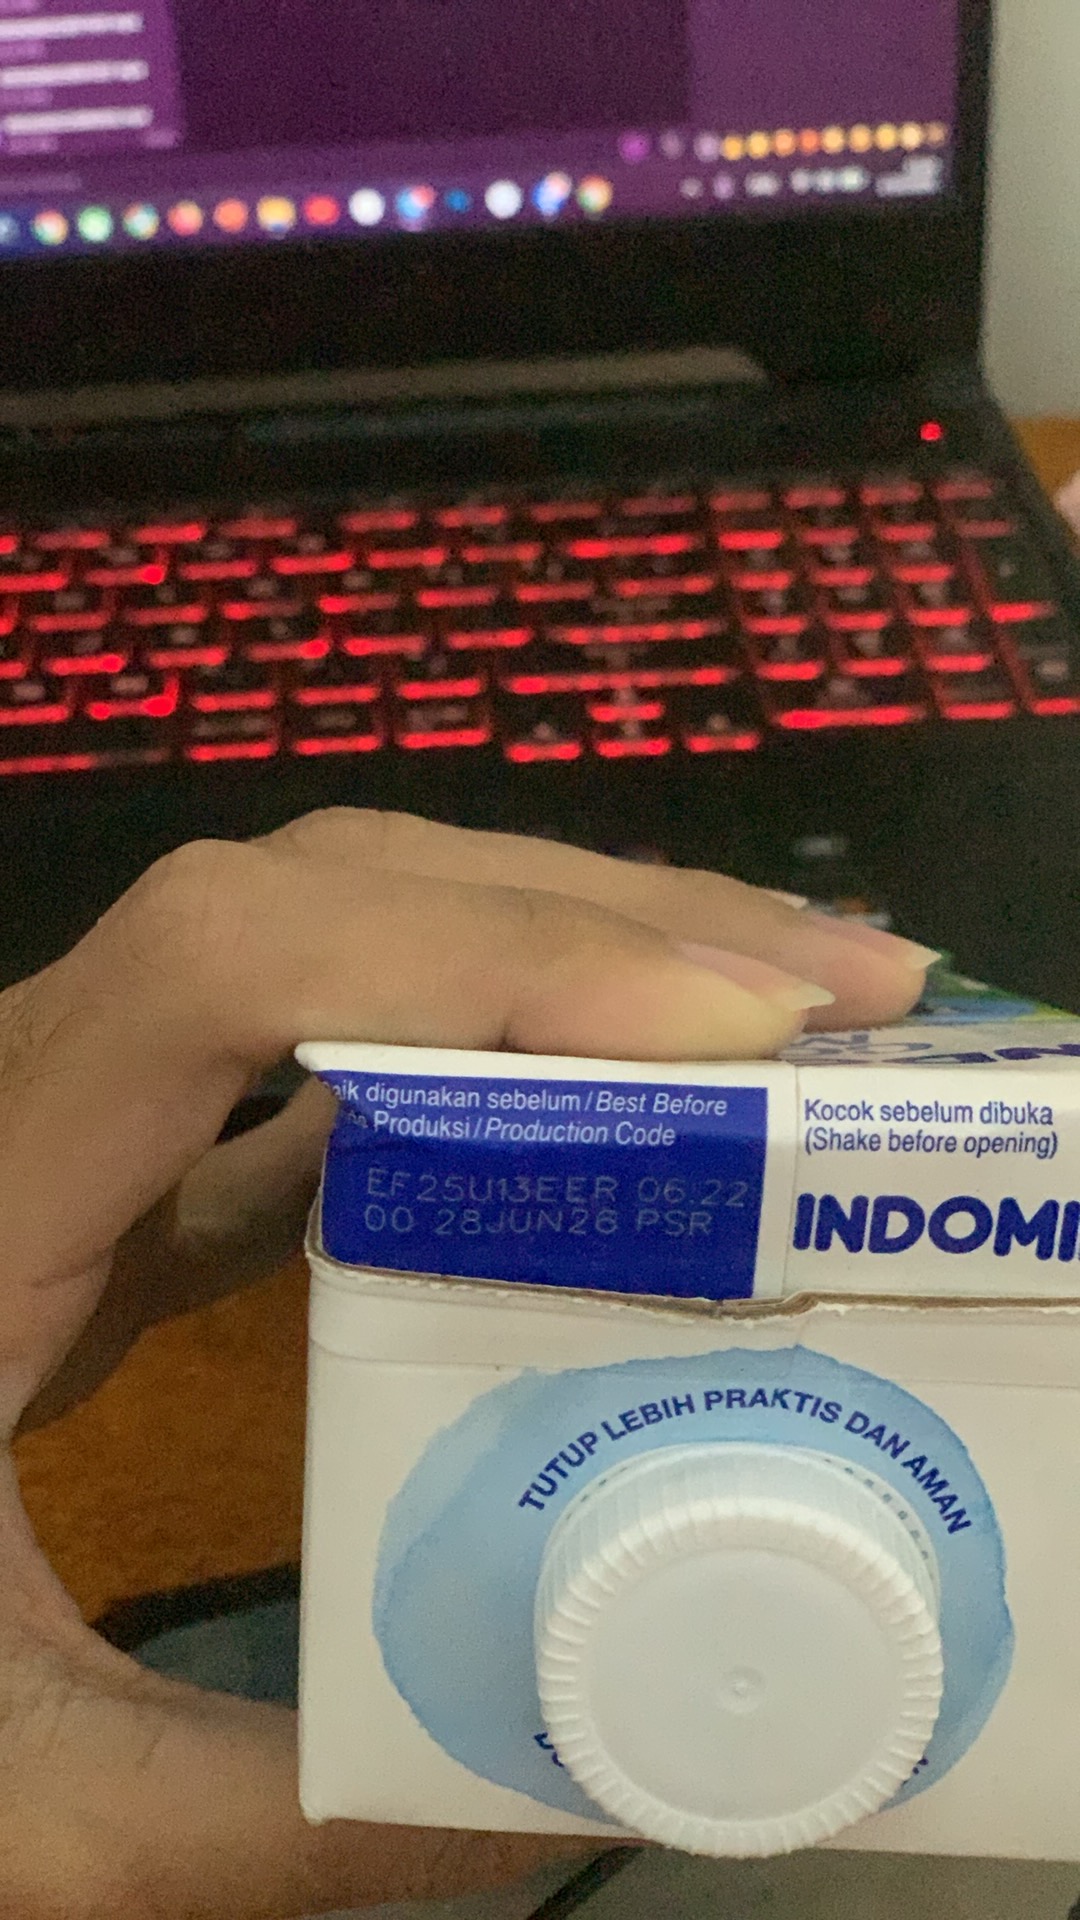 digunakan sebelum / Best Before
Produksi / Production Code
EF25U13EER 06:22
00 28JUN26 PSR
Kocok sebelum dibuka
(Shake before opening)
INDOMI
TUTUP LEBIH PRAKTIS DAN AMAN